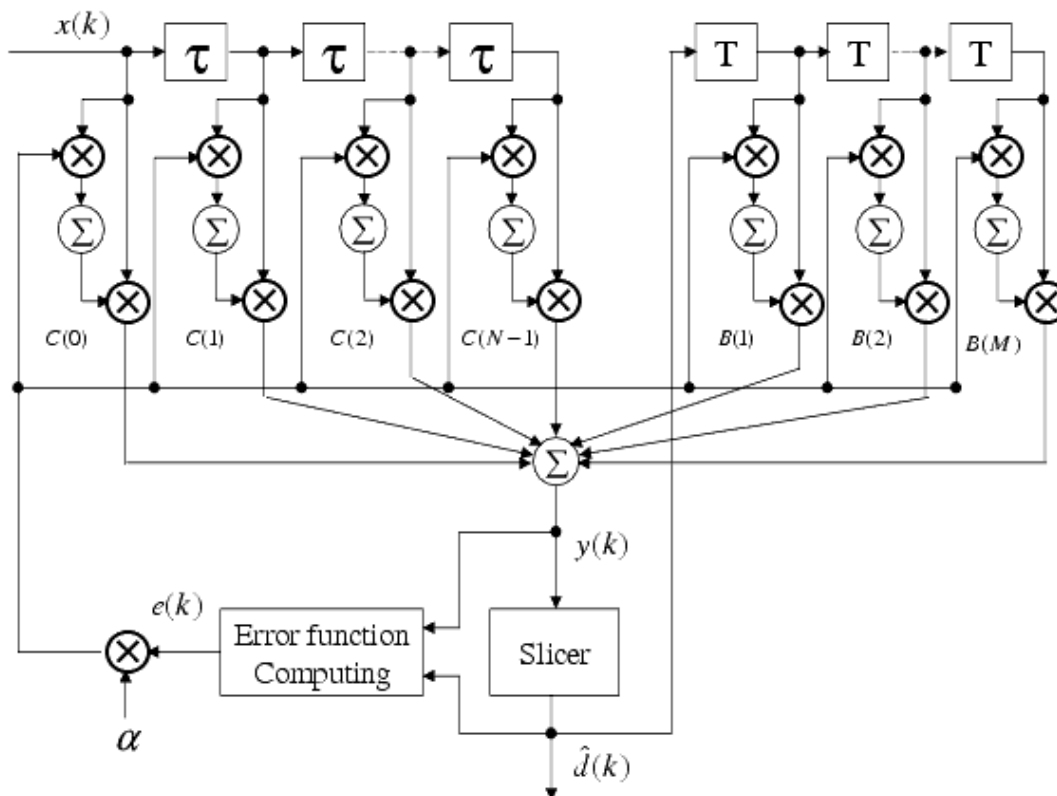 x(k)
τ τ τ T T T
Σ Σ Σ Σ Σ Σ Σ
C(0) C(1) C(2) C(N−1) B(1) B(2) B(M)
Σ
y(k)
e(k)
Error function
Computing
Slicer
α
d̂(k)